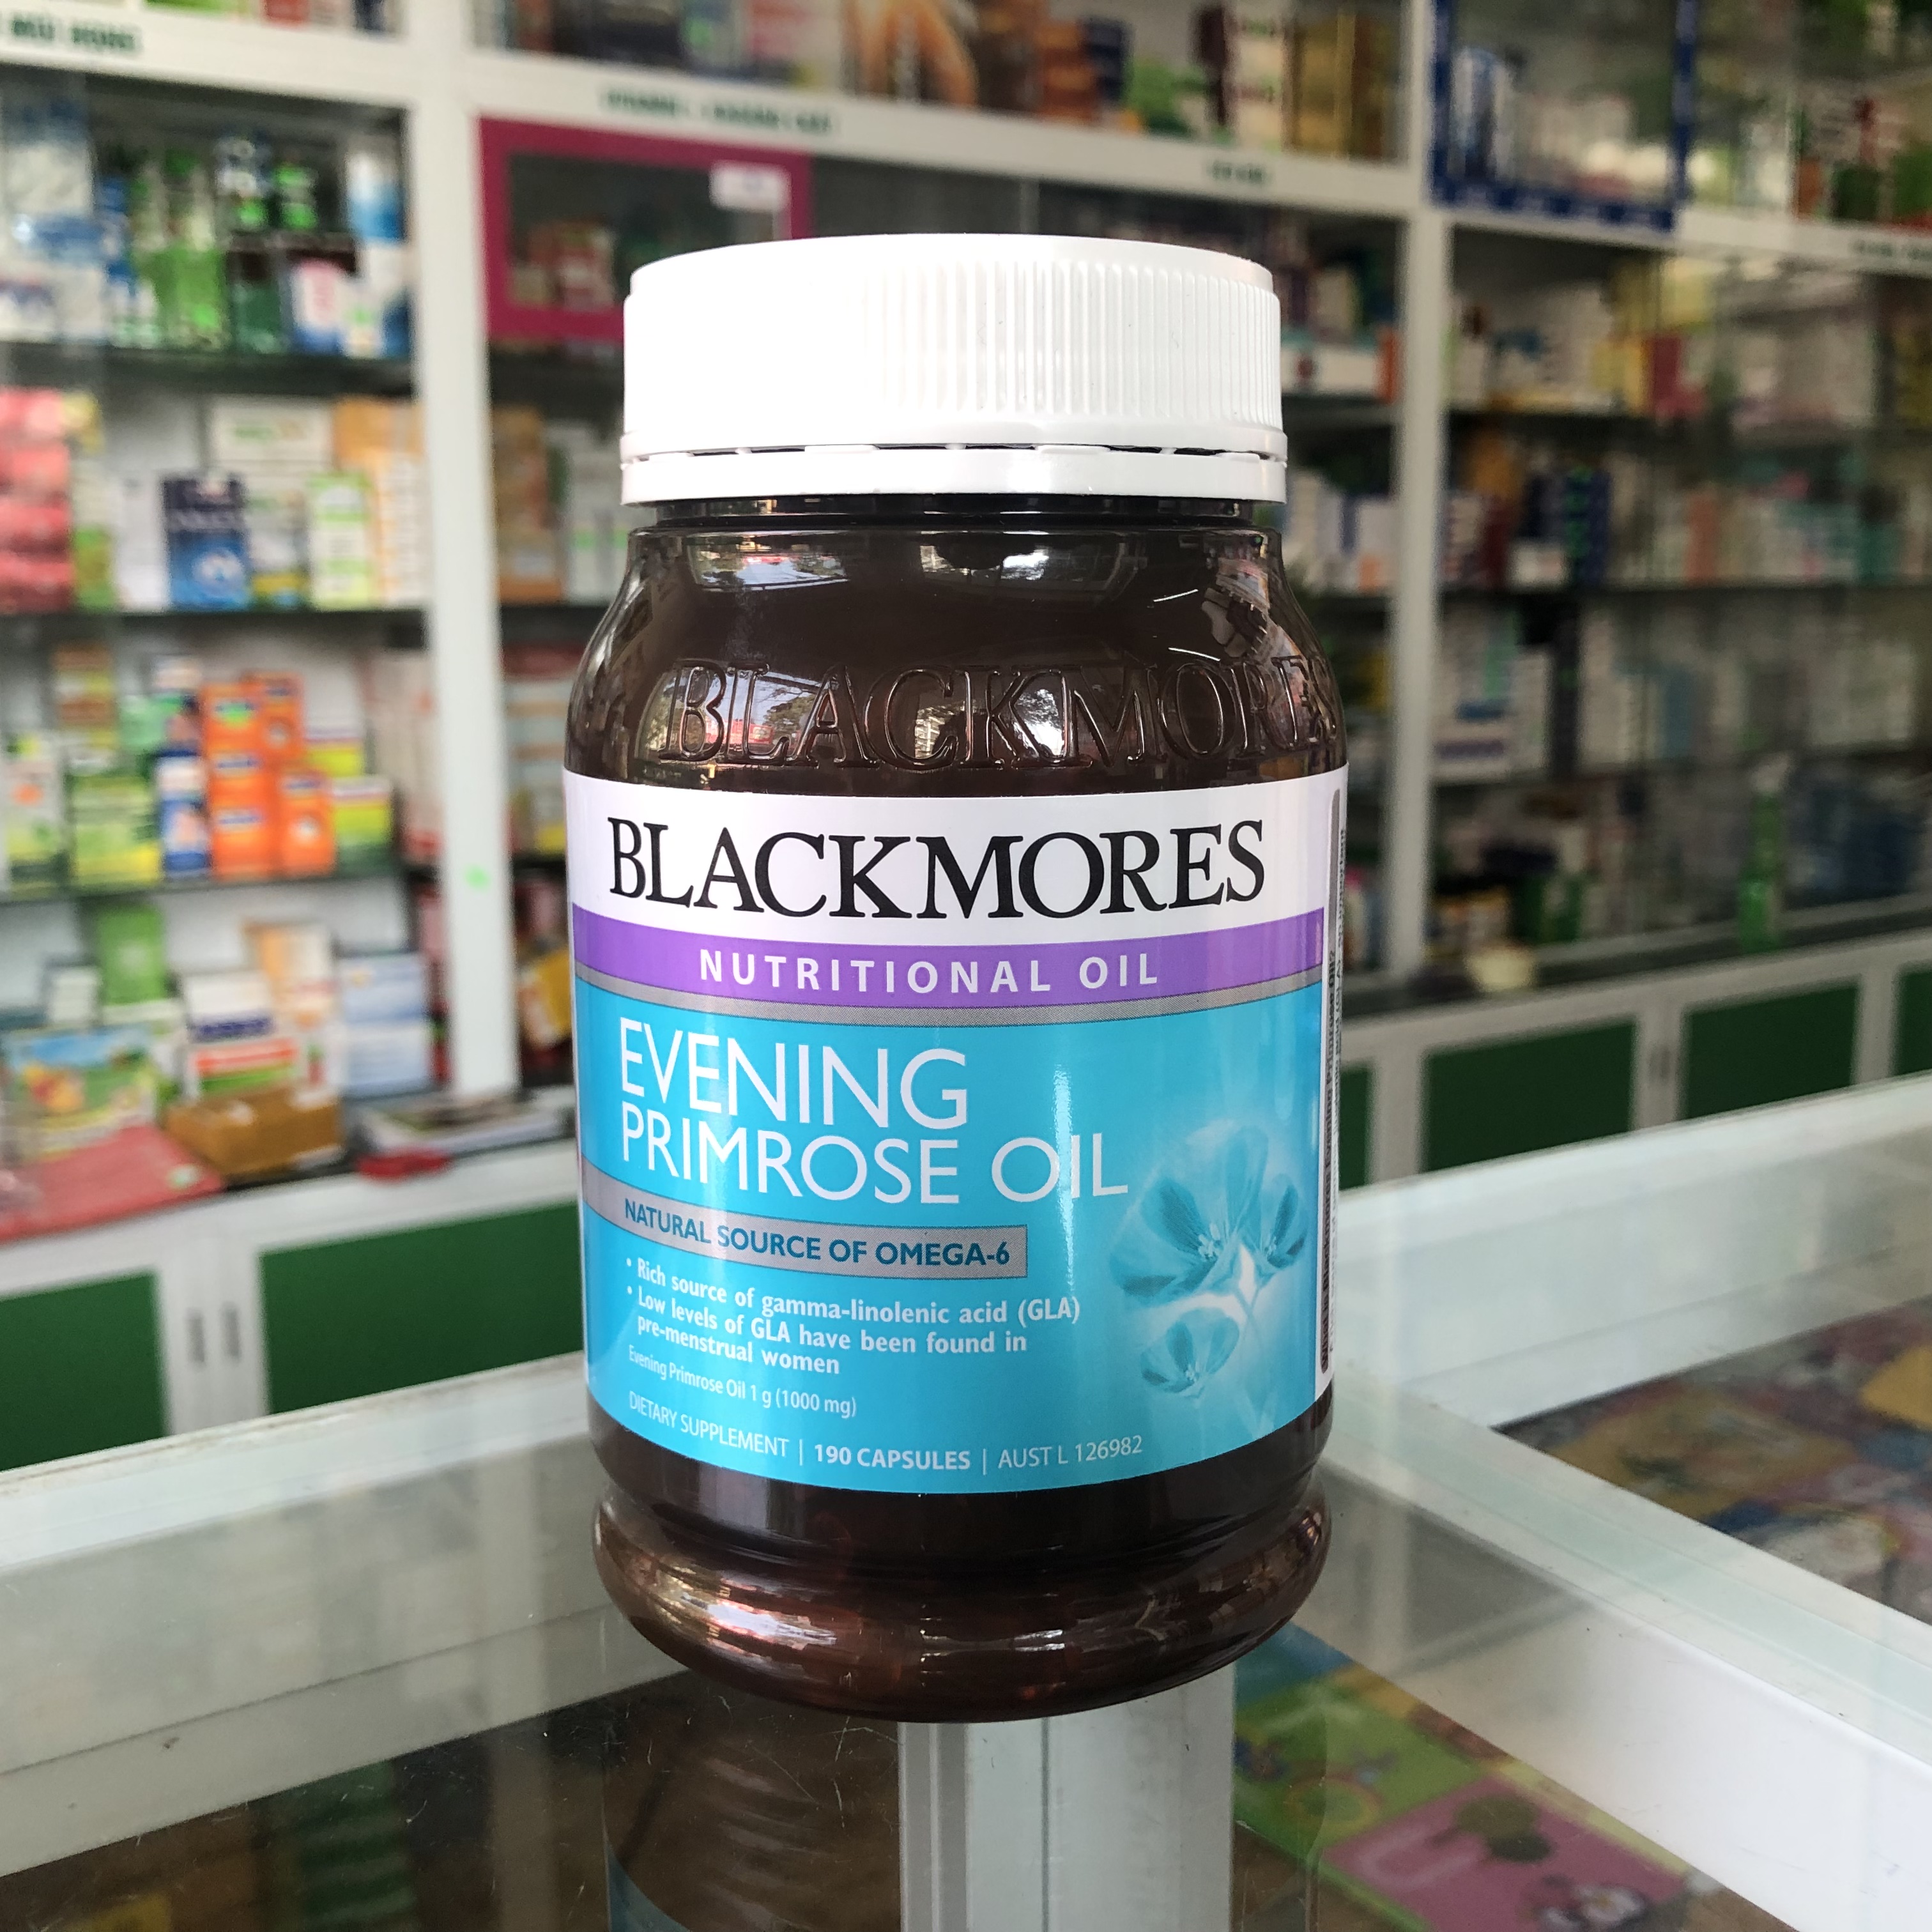 BLACKMORES
BLACKMORES
NUTRITIONAL OIL
EVENING
PRIMROSE OIL
NATURAL SOURCE OF OMEGA-6
• Rich source of gamma-linolenic acid (GLA)
• Low levels of GLA have been found in
pre-menstrual women
Evening Primrose Oil 1 g (1000 mg)
DIETARY SUPPLEMENT | 190 CAPSULES | AUST L 126982